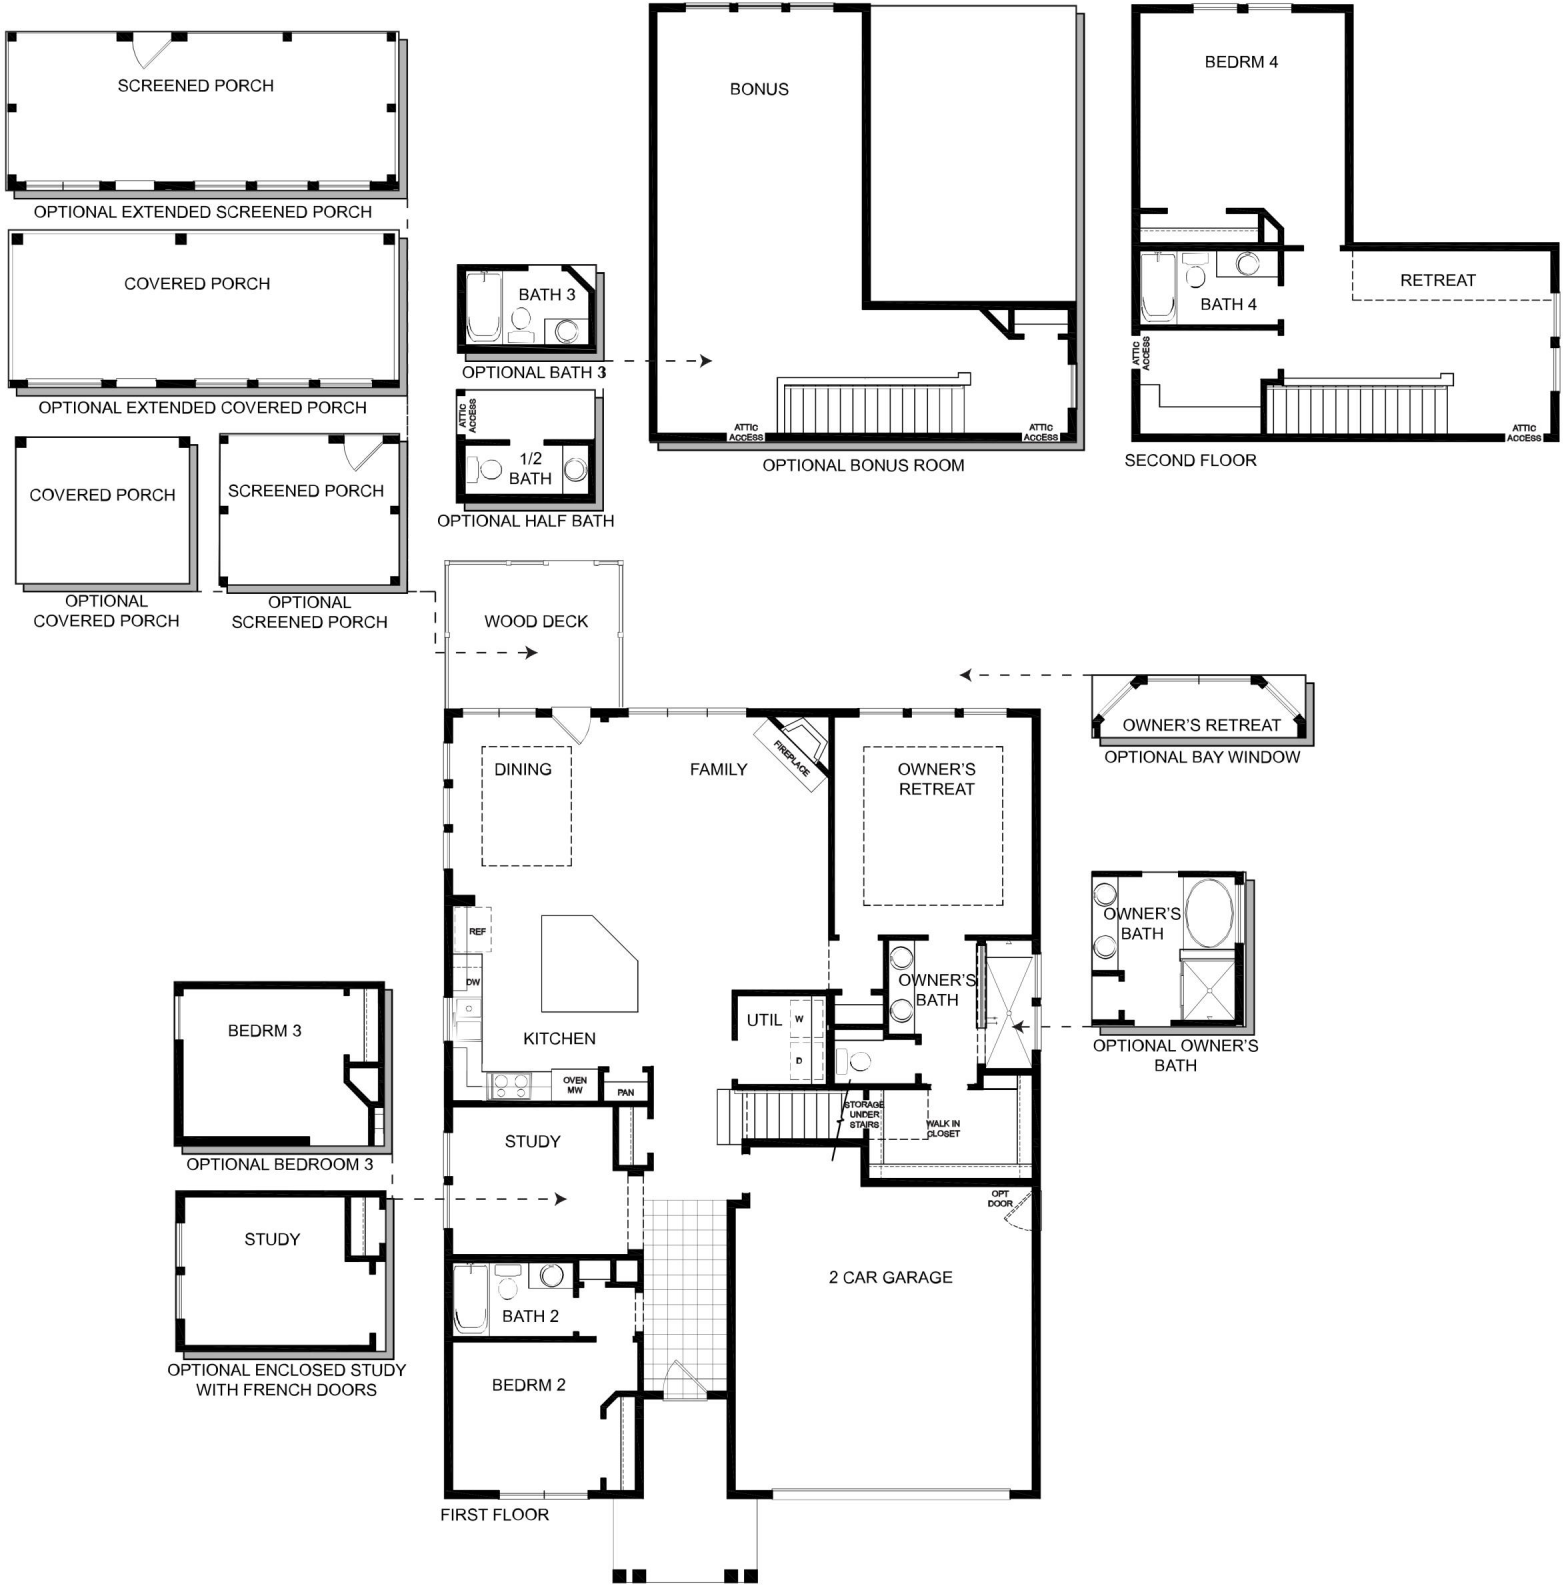 SCREENED PORCH
OPTIONAL EXTENDED SCREENED PORCH
COVERED PORCH
OPTIONAL EXTENDED COVERED PORCH
COVERED PORCH
OPTIONAL
COVERED PORCH
SCREENED PORCH
OPTIONAL
SCREENED PORCH
BATH 3
OPTIONAL BATH 3
ATTIC
ACCESS
1/2
BATH
OPTIONAL HALF BATH
BONUS
ATTIC
ACCESS
ATTIC
ACCESS
OPTIONAL BONUS ROOM
BEDRM 4
RETREAT
BATH 4
ATTIC
ACCESS
ATTIC
ACCESS
SECOND FLOOR
WOOD DECK
OWNER'S RETREAT
OPTIONAL BAY WINDOW
DINING
FAMILY
FIREPLACE
OWNER'S
RETREAT
REF
DW
KITCHEN
OVEN
MW
PAN
UTIL
W
D
OWNER'S
BATH
OWNER'S
BATH
OPTIONAL OWNER'S
BATH
STORAGE
UNDER
STAIRS
WALK IN
CLOSET
BEDRM 3
OPTIONAL BEDROOM 3
STUDY
OPT
DOOR
STUDY
OPTIONAL ENCLOSED STUDY
WITH FRENCH DOORS
2 CAR GARAGE
BATH 2
BEDRM 2
FIRST FLOOR